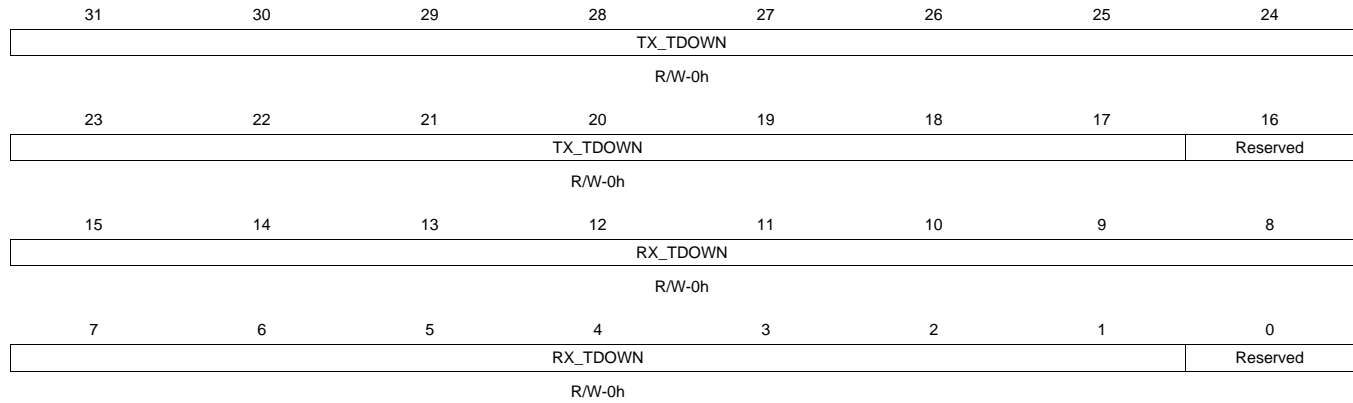 31 30 29 28 27 26 25 24
TX_TDOWN
R/W-0h
23 22 21 20 19 18 17 16
TX_TDOWN Reserved
R/W-0h
15 14 13 12 11 10 9 8
RX_TDOWN
R/W-0h
7 6 5 4 3 2 1 0
RX_TDOWN Reserved
R/W-0h